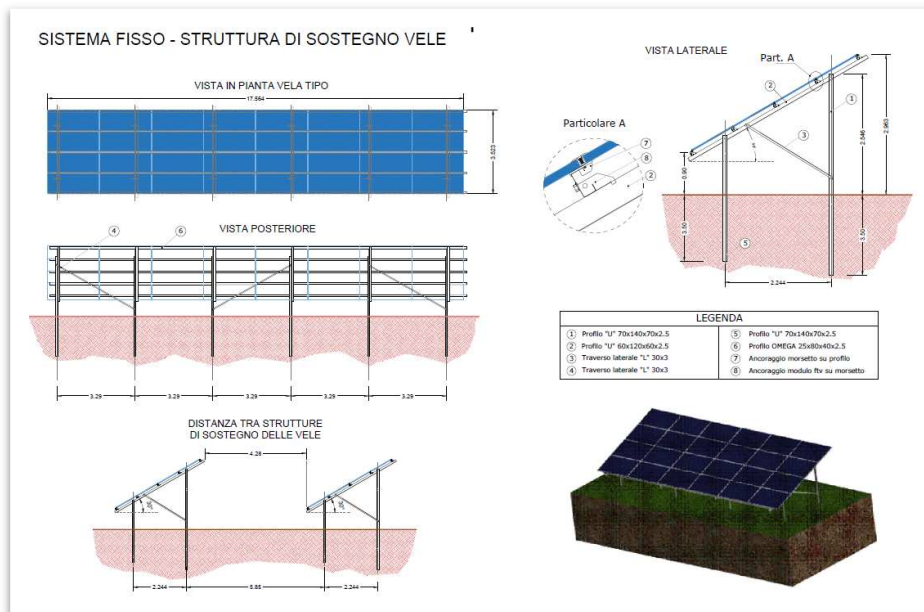 SISTEMA FISSO - STRUTTURA DI SOSTEGNO VELE
VISTA IN PIANTA VELA TIPO
17.564
3.523
VISTA POSTERIORE
4
6
3.29
3.29
3.29
3.29
3.29
DISTANZA TRA STRUTTURE
DI SOSTEGNO DELLE VELE
4.28
30°
30°
2.244
5.85
2.244
VISTA LATERALE
Part. A
2
1
3
2.546
2.963
0.90
3.50
3.50
5
2.244
Particolare A
7
8
2
LEGENDA
1 Profilo "U" 70x140x70x2.5
2 Profilo "U" 60x120x60x2.5
3 Traverso laterale "L" 30x3
4 Traverso laterale "L" 30x3
5 Profilo "U" 70x140x70x2.5
6 Profilo OMEGA 25x80x40x2.5
7 Ancoraggio morsetto su profilo
8 Ancoraggio modulo ftv su morsetto